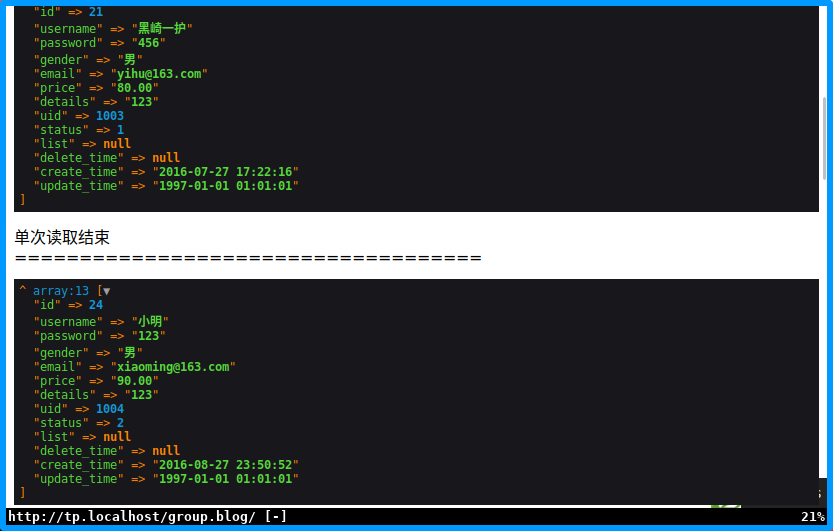 "id" => 21
"username" => "黑崎一护"
"password" => "456"
"gender" => "男"
"email" => "yihu@163.com"
"price" => "80.00"
"details" => "123"
"uid" => 1003
"status" => 1
"list" => null
"delete_time" => null
"create_time" => "2016-07-27 17:22:16"
"update_time" => "1997-01-01 01:01:01"
]
单次读取结束
====================================
^ array:13 [▼
"id" => 24
"username" => "小明"
"password" => "123"
"gender" => "男"
"email" => "xiaoming@163.com"
"price" => "90.00"
"details" => "123"
"uid" => 1004
"status" => 2
"list" => null
"delete_time" => null
"create_time" => "2016-08-27 23:50:52"
"update_time" => "1997-01-01 01:01:01"
]
http://tp.localhost/group.blog/ [-] 21%